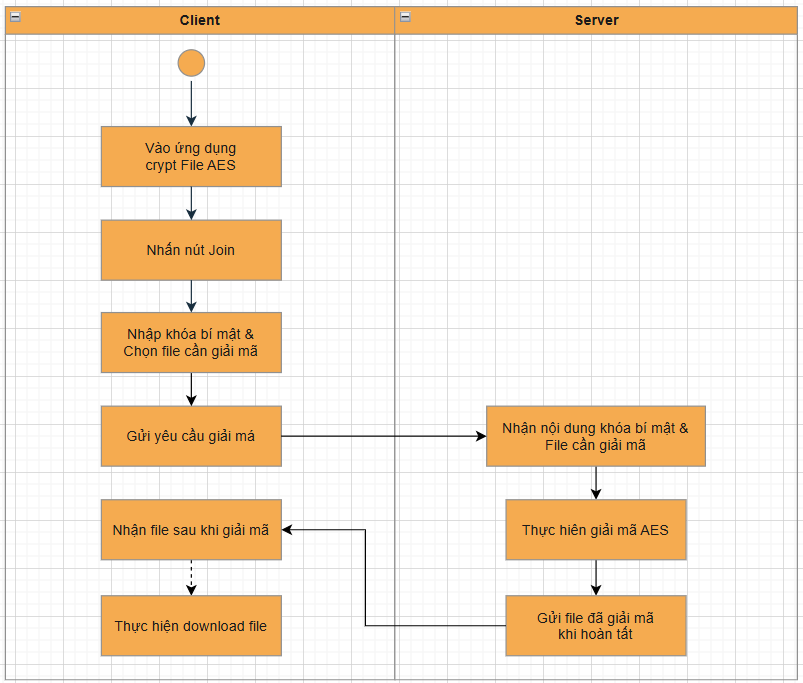 Client
Server
Vào ứng dụng
crypt File AES
Nhấn nút Join
Nhập khóa bí mật &
Chọn file cần giải mã
Gửi yêu cầu giải má
Nhận nội dung khóa bí mật &
File cần giải mã
Thực hiên giải mã AES
Gửi file đã giải mã
khi hoàn tất
Nhận file sau khi giải mã
Thực hiện download file